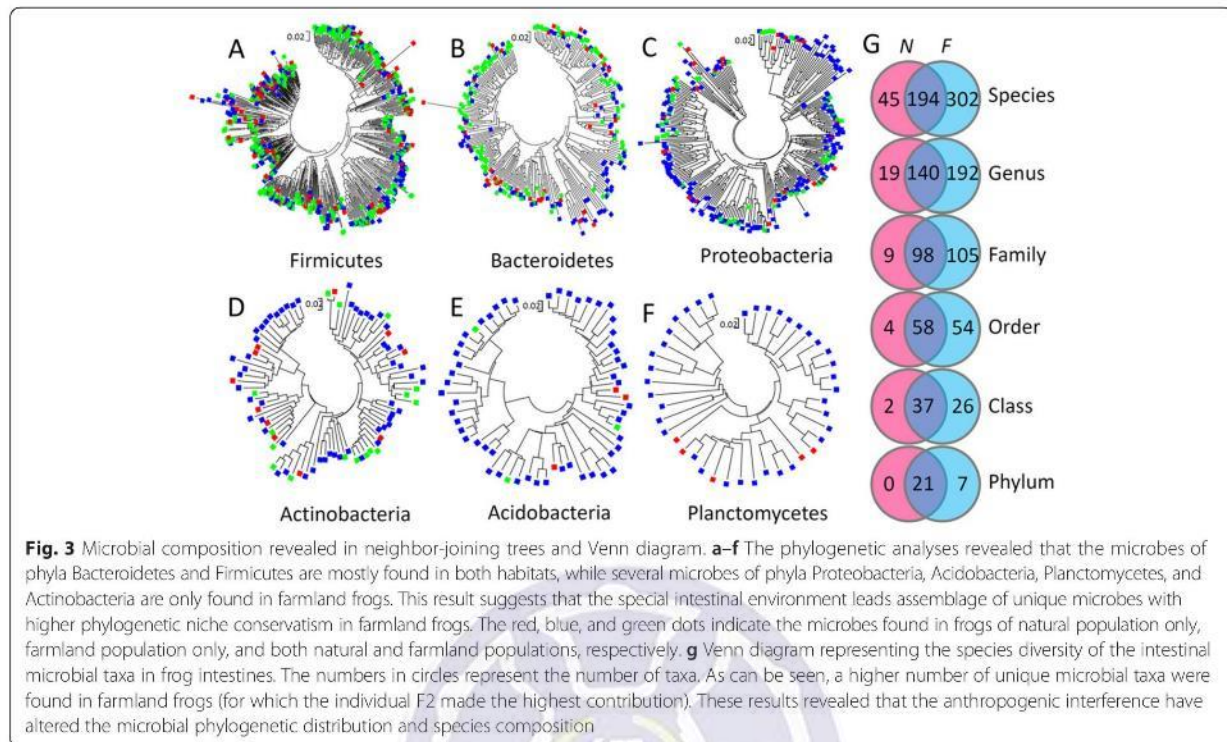 A
B
C
G
N F
0.02
0.02
0.02
45 194 302 Species
19 140 192 Genus
Firmicutes
Bacteroidetes
Proteobacteria
9 98 105 Family
D
E
F
0.02
0.02
0.02
4 58 54 Order
2 37 26 Class
0 21 7 Phylum
Actinobacteria
Acidobacteria
Planctomycetes
Fig. 3 Microbial composition revealed in neighbor-joining trees and Venn diagram. a–f The phylogenetic analyses revealed that the microbes of
phyla Bacteroidetes and Firmicutes are mostly found in both habitats, while several microbes of phyla Proteobacteria, Acidobacteria, Planctomycetes, and
Actinobacteria are only found in farmland frogs. This result suggests that the special intestinal environment leads assemblage of unique microbes with
higher phylogenetic niche conservatism in farmland frogs. The red, blue, and green dots indicate the microbes found in frogs of natural population only,
farmland population only, and both natural and farmland populations, respectively. g Venn diagram representing the species diversity of the intestinal
microbial taxa in frog intestines. The numbers in circles represent the number of taxa. As can be seen, a higher number of unique microbial taxa were
found in farmland frogs (for which the individual F2 made the highest contribution). These results revealed that the anthropogenic interference have
altered the microbial phylogenetic distribution and species composition